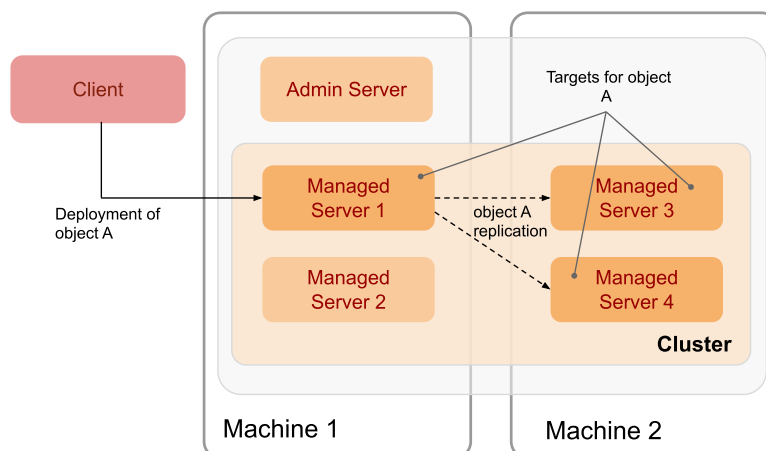 Client
Admin Server
Targets for object
A
Managed
Server 1
Managed
Server 3
Deployment of
object A
object A
replication
Managed
Server 2
Managed
Server 4
Cluster
Machine 1
Machine 2